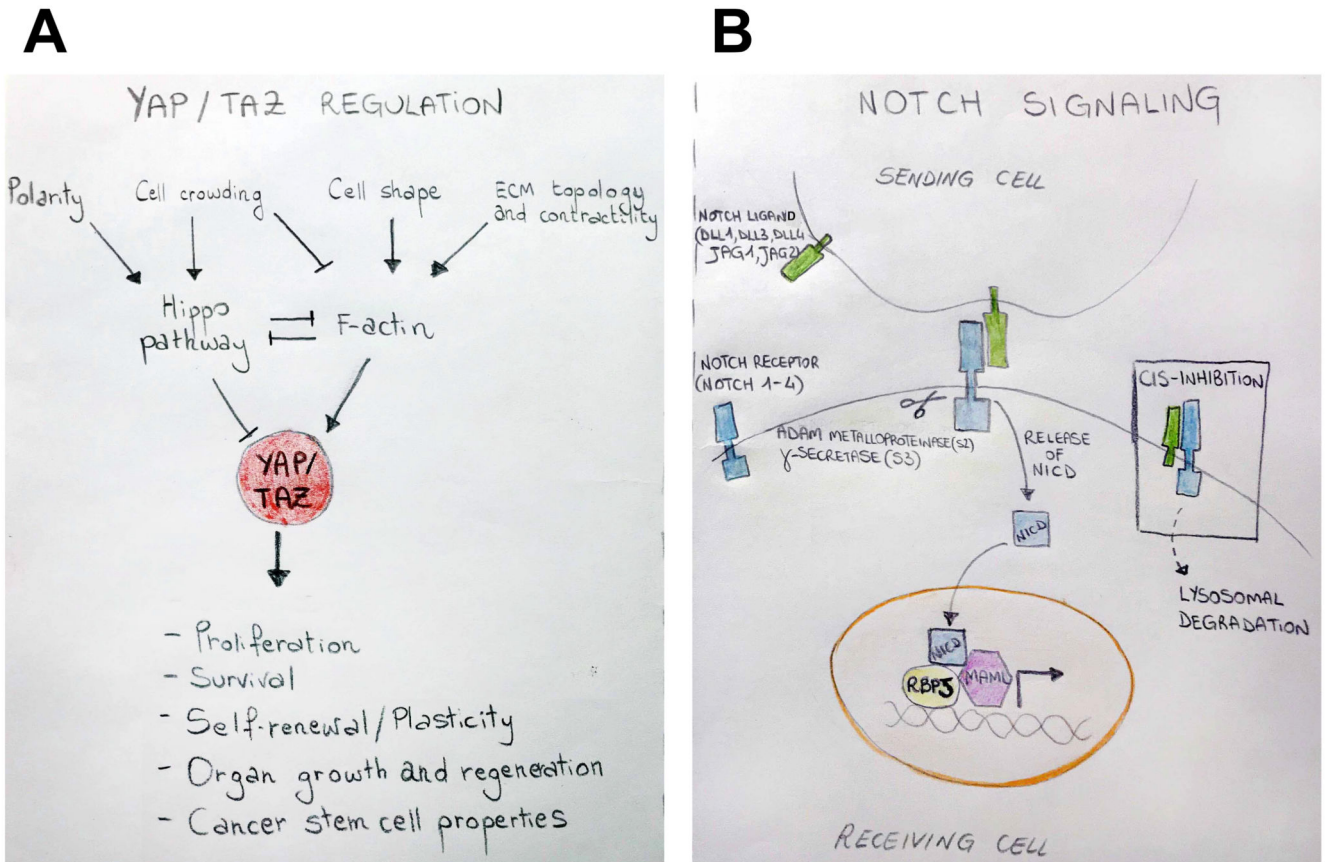 A
YAP/TAZ REGULATION
Polarity
Cell crowding
Cell shape
ECM topology
and contractility
Hippo
pathway
F-actin
YAP/
TAZ
- Proliferation
- Survival
- Self-renewal/Plasticity
- Organ growth and regeneration
- Cancer stem cell properties
B
NOTCH SIGNALING
SENDING CELL
NOTCH LIGAND
(DLL1, DLL3, DLL4
JAG1, JAG2)
NOTCH RECEPTOR
(NOTCH 1-4)
ADAM METALLOPROTEINASE (S2)
γ-SECRETASE (S3)
RELEASE
OF
NICD
NICD
CIS-INHIBITION
LYSOSOMAL
DEGRADATION
NICD
RBPJ
MAML
RECEIVING CELL